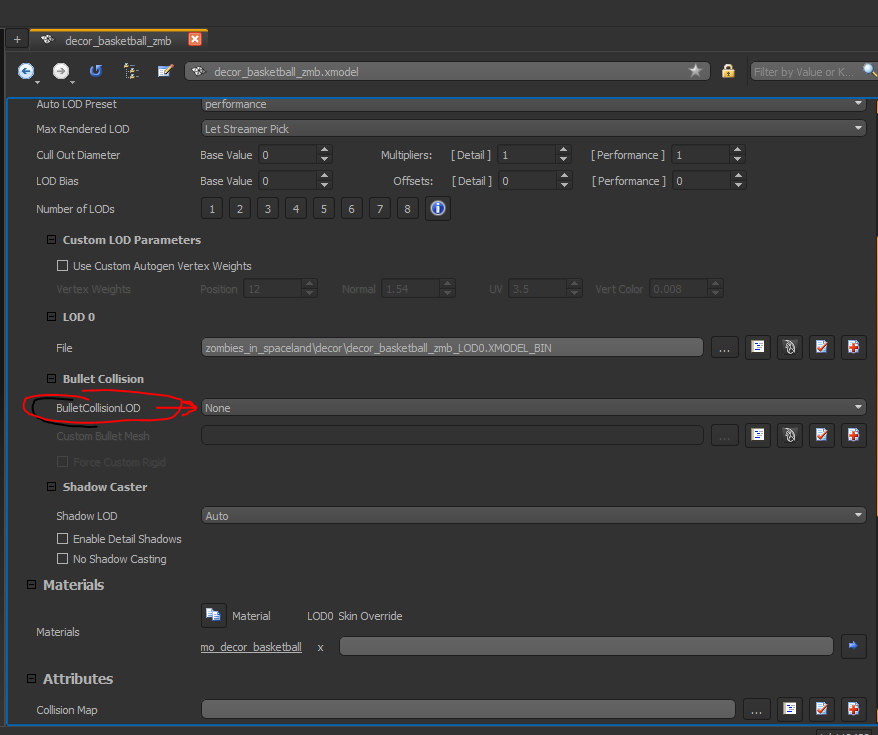 + decor_basketball_zmb
decor_basketball_zmb.xmodel Filter by Value or K...
Auto LOD Preset performance
Max Rendered LOD Let Streamer Pick
Cull Out Diameter Base Value 0 Multipliers: [ Detail ] 1 [ Performance ] 1
LOD Bias Base Value 0 Offsets: [ Detail ] 0 [ Performance ] 0
Number of LODs 1 2 3 4 5 6 7 8
Custom LOD Parameters
Use Custom Autogen Vertex Weights
Vertex Weights Position 12 Normal 1.54 UV 3.5 Vert Color 0.008
LOD 0
File zombies_in_spaceland\decor\decor_basketball_zmb_LOD0.XMODEL_BIN ...
Bullet Collision
BulletCollisionLOD None
Custom Bullet Mesh ...
Force Custom Rigid
Shadow Caster
Shadow LOD Auto
Enable Detail Shadows
No Shadow Casting
Materials
Material LOD0 Skin Override
Materials
mo_decor_basketball x
Attributes
Collision Map ...